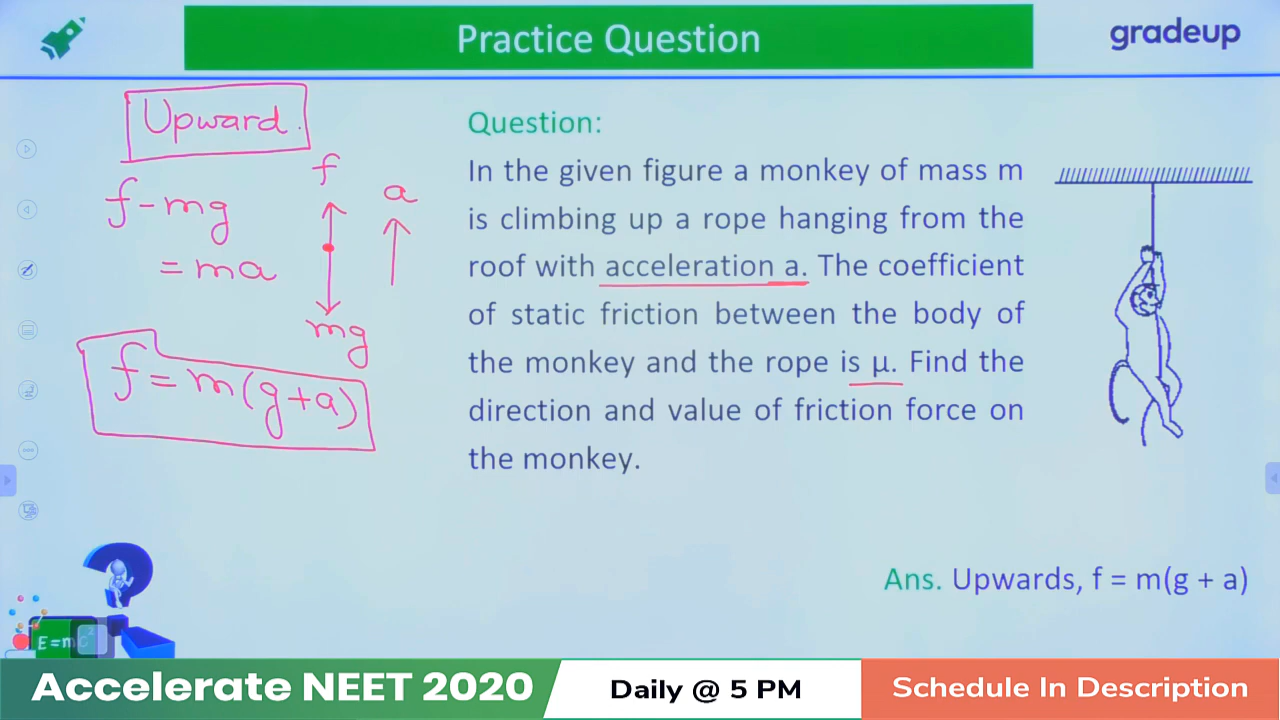 Practice Question
gradeup
Upward.
f
a
f - mg
= ma
mg
f = m(g+a)
Question:
In the given figure a monkey of mass m
is climbing up a rope hanging from the
roof with acceleration a. The coefficient
of static friction between the body of
the monkey and the rope is μ. Find the
direction and value of friction force on
the monkey.
Ans. Upwards, f = m(g + a)
E=mc²
Accelerate NEET 2020
Daily @ 5 PM
Schedule In Description